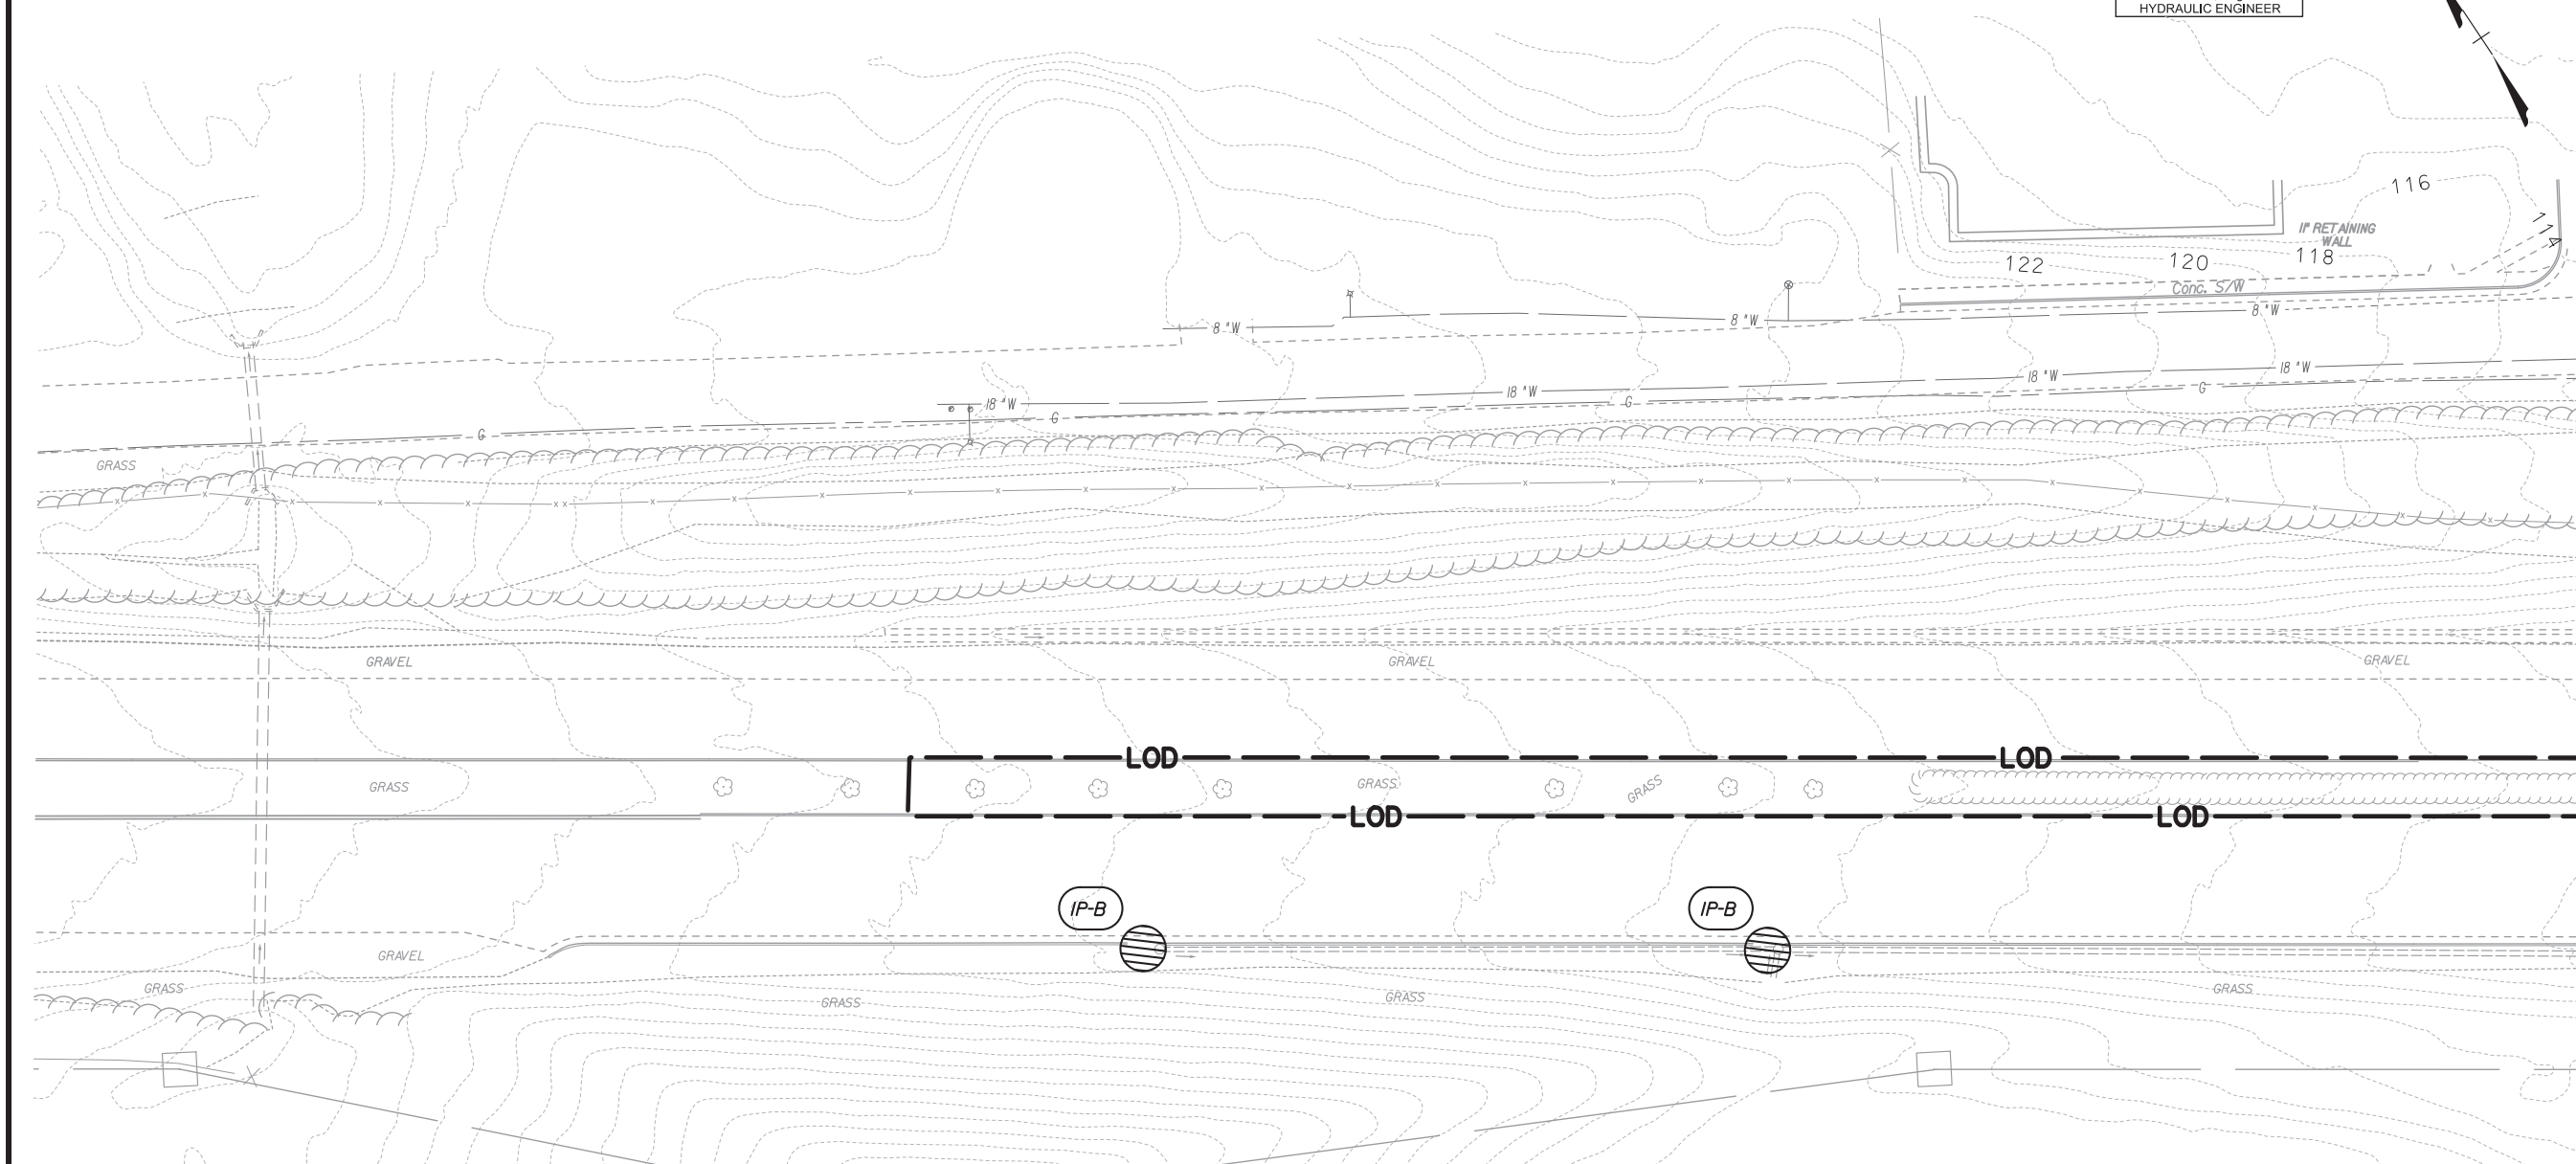 HYDRAULIC ENGINEER
116
11' RETAINING
WALL
122
120
118
Conc. S/W
8 "W
8 "W
8 "W
18 "W
18 "W
18 "W
18 "W
G
G
G
G
GRASS
GRAVEL
GRAVEL
GRAVEL
LOD
LOD
GRASS
GRASS
GRASS
LOD
LOD
IP-B
IP-B
GRAVEL
GRASS
GRASS
GRASS
GRASS